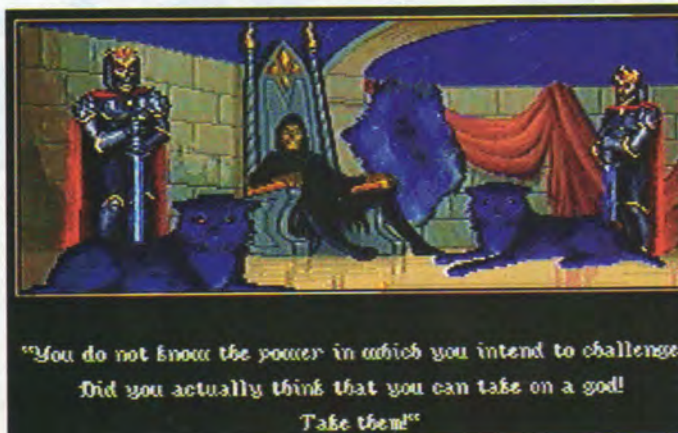 "You do not know the power in which you intend to challenge
Did you actually think that you can take on a god!
Take them!"